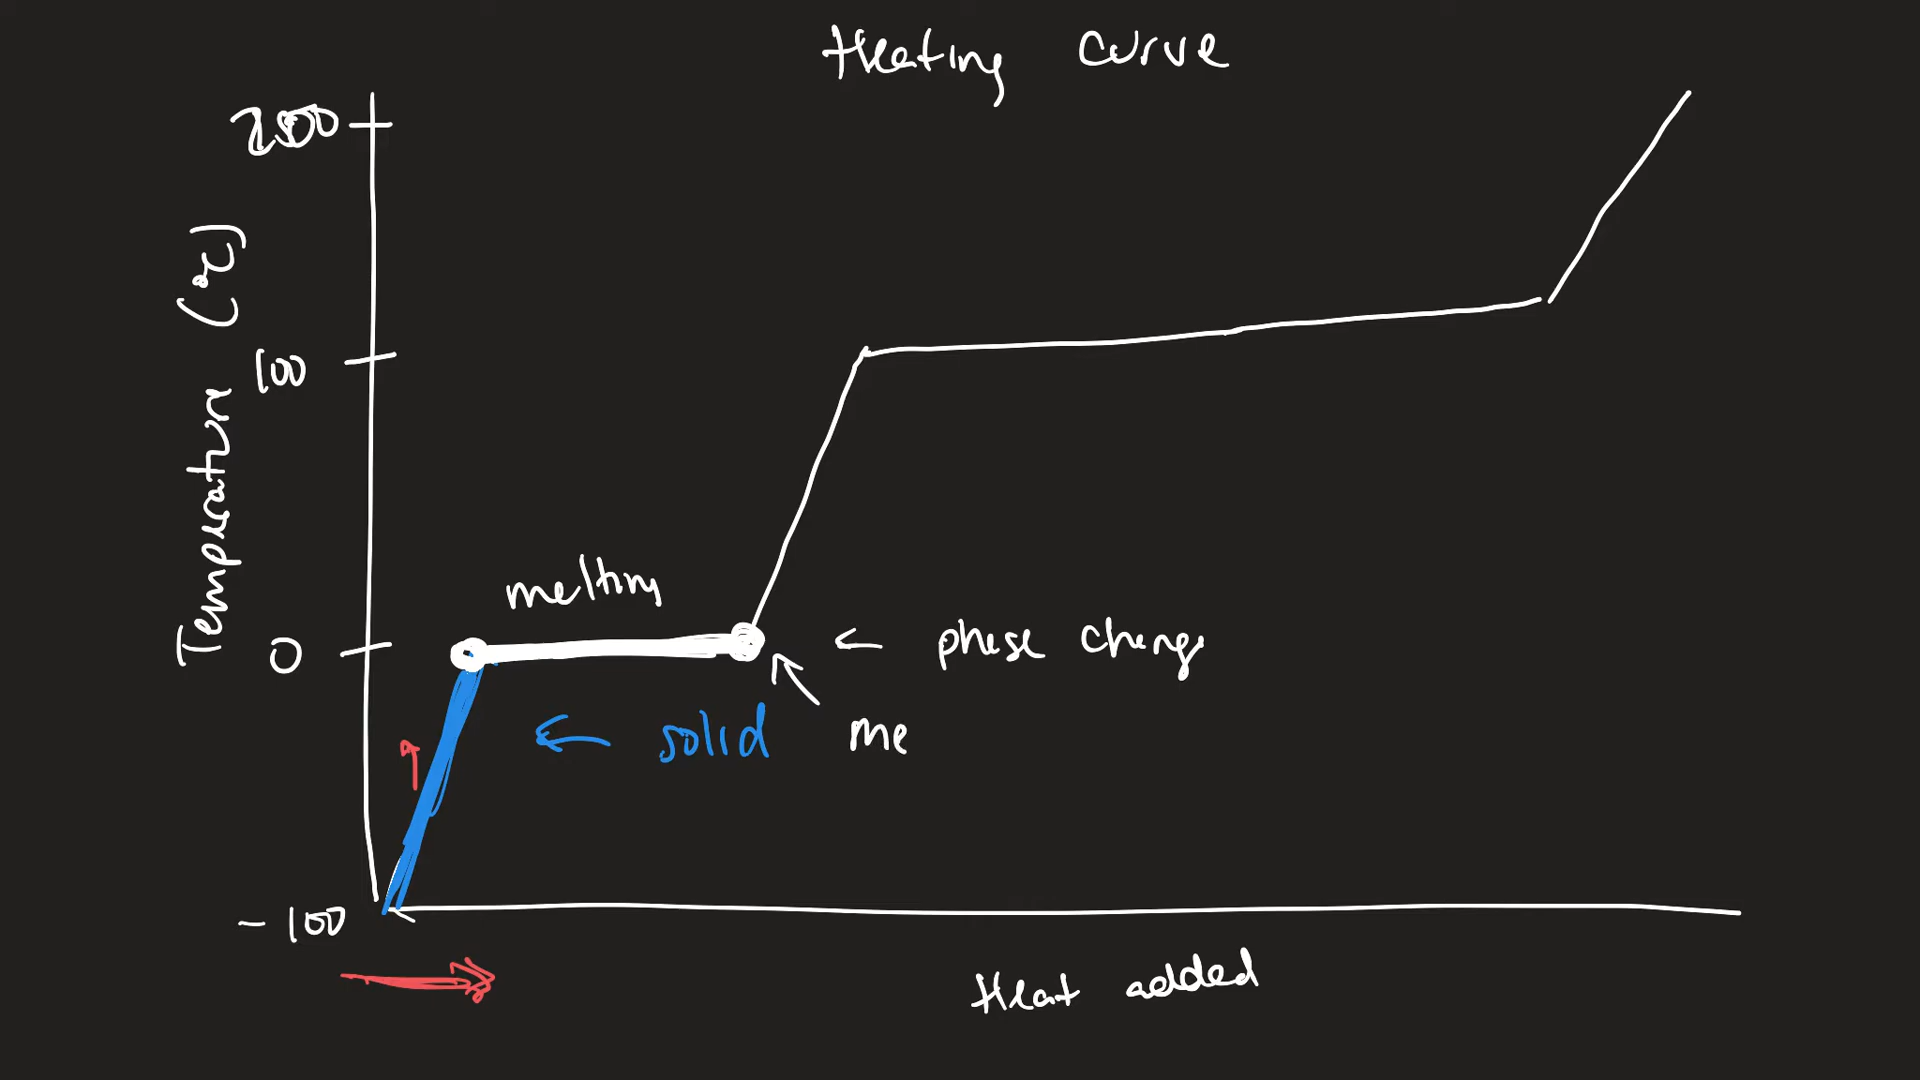 Heating Curve
200
Temperature (°C)
100
melting
0
← phase change
← solid
me
- 100
Heat added